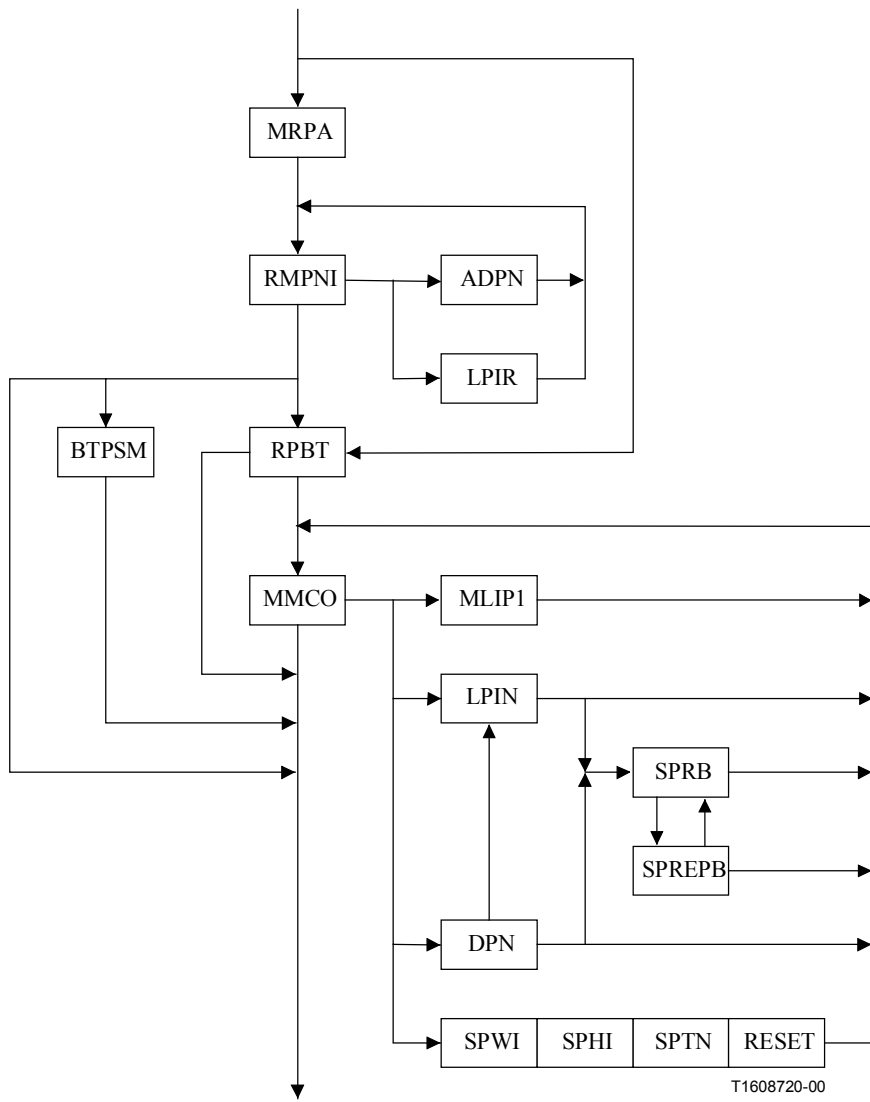 MRPA
RMPNI
ADPN
LPIR
BTPSM
RPBT
MMCO
MLIP1
LPIN
SPRB
SPREPB
DPN
SPWI SPHI SPTN RESET
T1608720-00